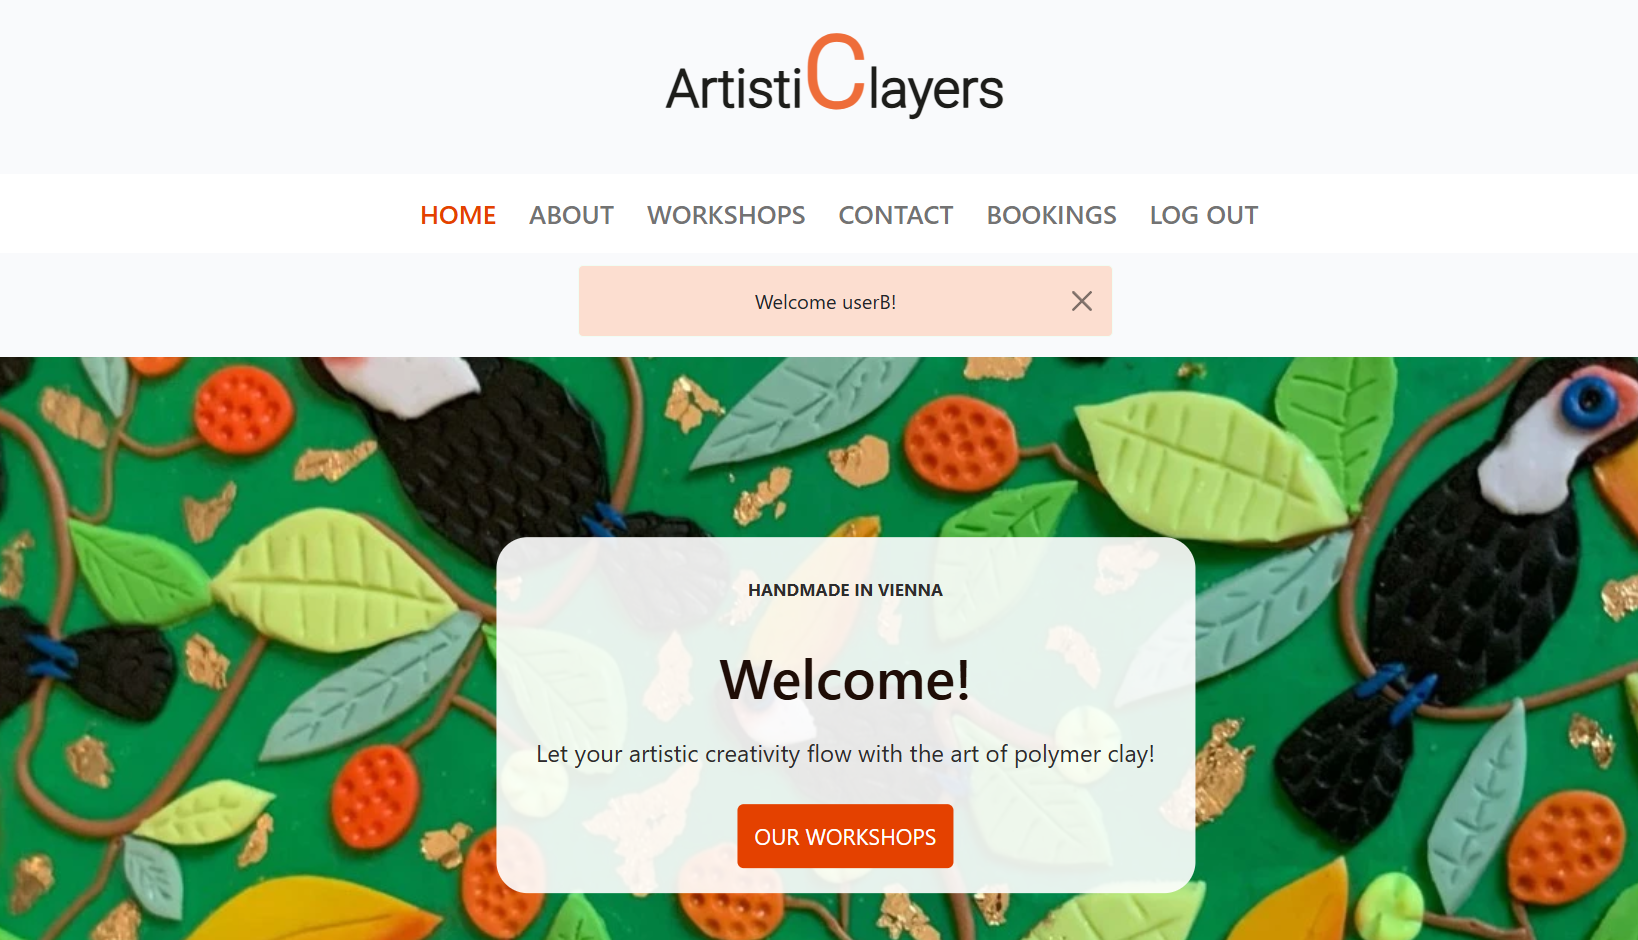 ArtistiClayers
HOME ABOUT WORKSHOPS CONTACT BOOKINGS LOG OUT
Welcome userB!
HANDMADE IN VIENNA
Welcome!
Let your artistic creativity flow with the art of polymer clay!
OUR WORKSHOPS